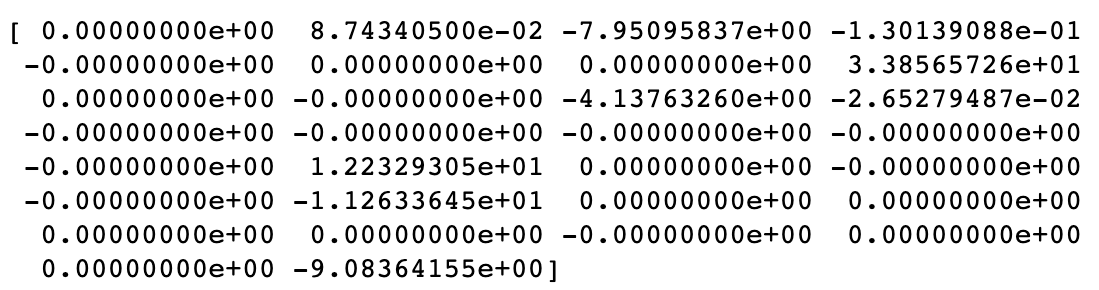 [ 0.00000000e+00  8.74340500e-02 -7.95095837e+00 -1.30139088e-01
 -0.00000000e+00  0.00000000e+00  0.00000000e+00  3.38565726e+01
  0.00000000e+00 -0.00000000e+00 -4.13763260e+00 -2.65279487e-02
 -0.00000000e+00 -0.00000000e+00 -0.00000000e+00 -0.00000000e+00
 -0.00000000e+00  1.22329305e+01  0.00000000e+00 -0.00000000e+00
 -0.00000000e+00 -1.12633645e+01  0.00000000e+00  0.00000000e+00
  0.00000000e+00  0.00000000e+00 -0.00000000e+00  0.00000000e+00
  0.00000000e+00 -9.08364155e+00]